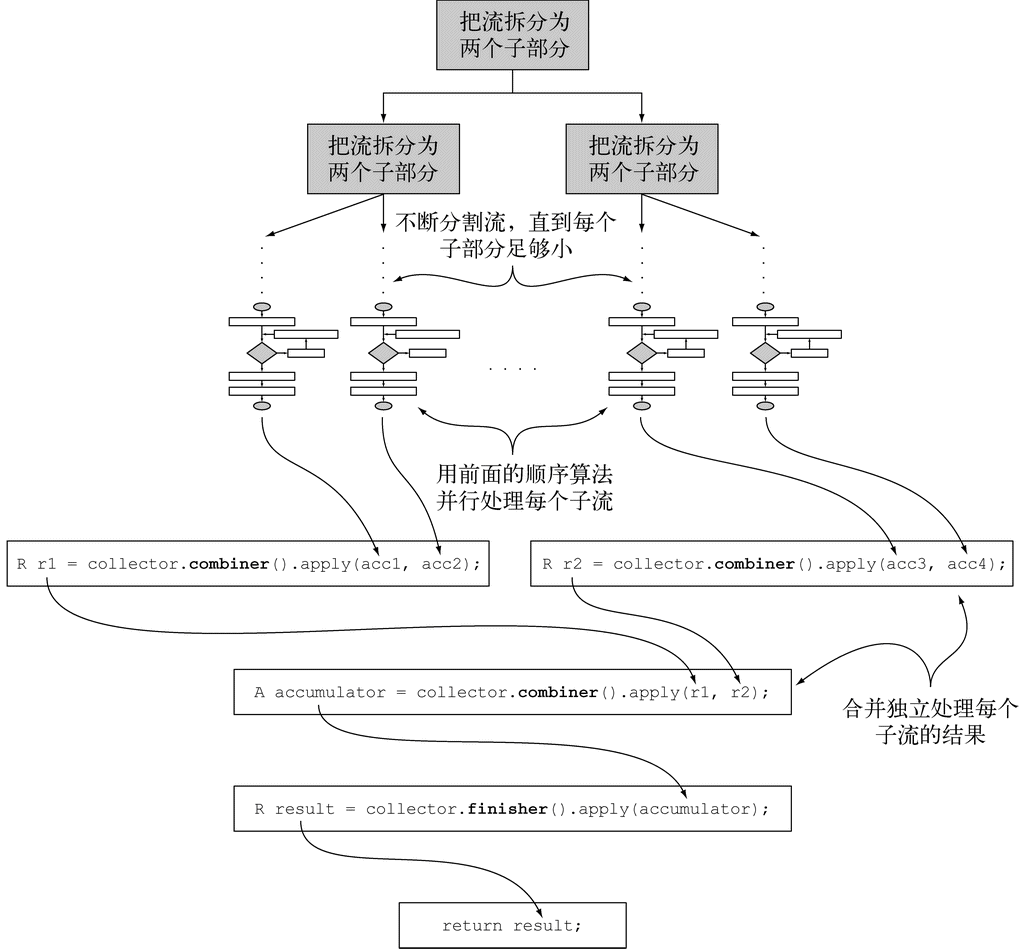 把流拆分为
两个子部分
把流拆分为
两个子部分
把流拆分为
两个子部分
不断分割流，直到每个
子部分足够小
用前面的顺序算法
并行处理每个子流
R r1 = collector.combiner().apply(acc1, acc2);
R r2 = collector.combiner().apply(acc3, acc4);
A accumulator = collector.combiner().apply(r1, r2);
合并独立处理每个
子流的结果
R result = collector.finisher().apply(accumulator);
return result;